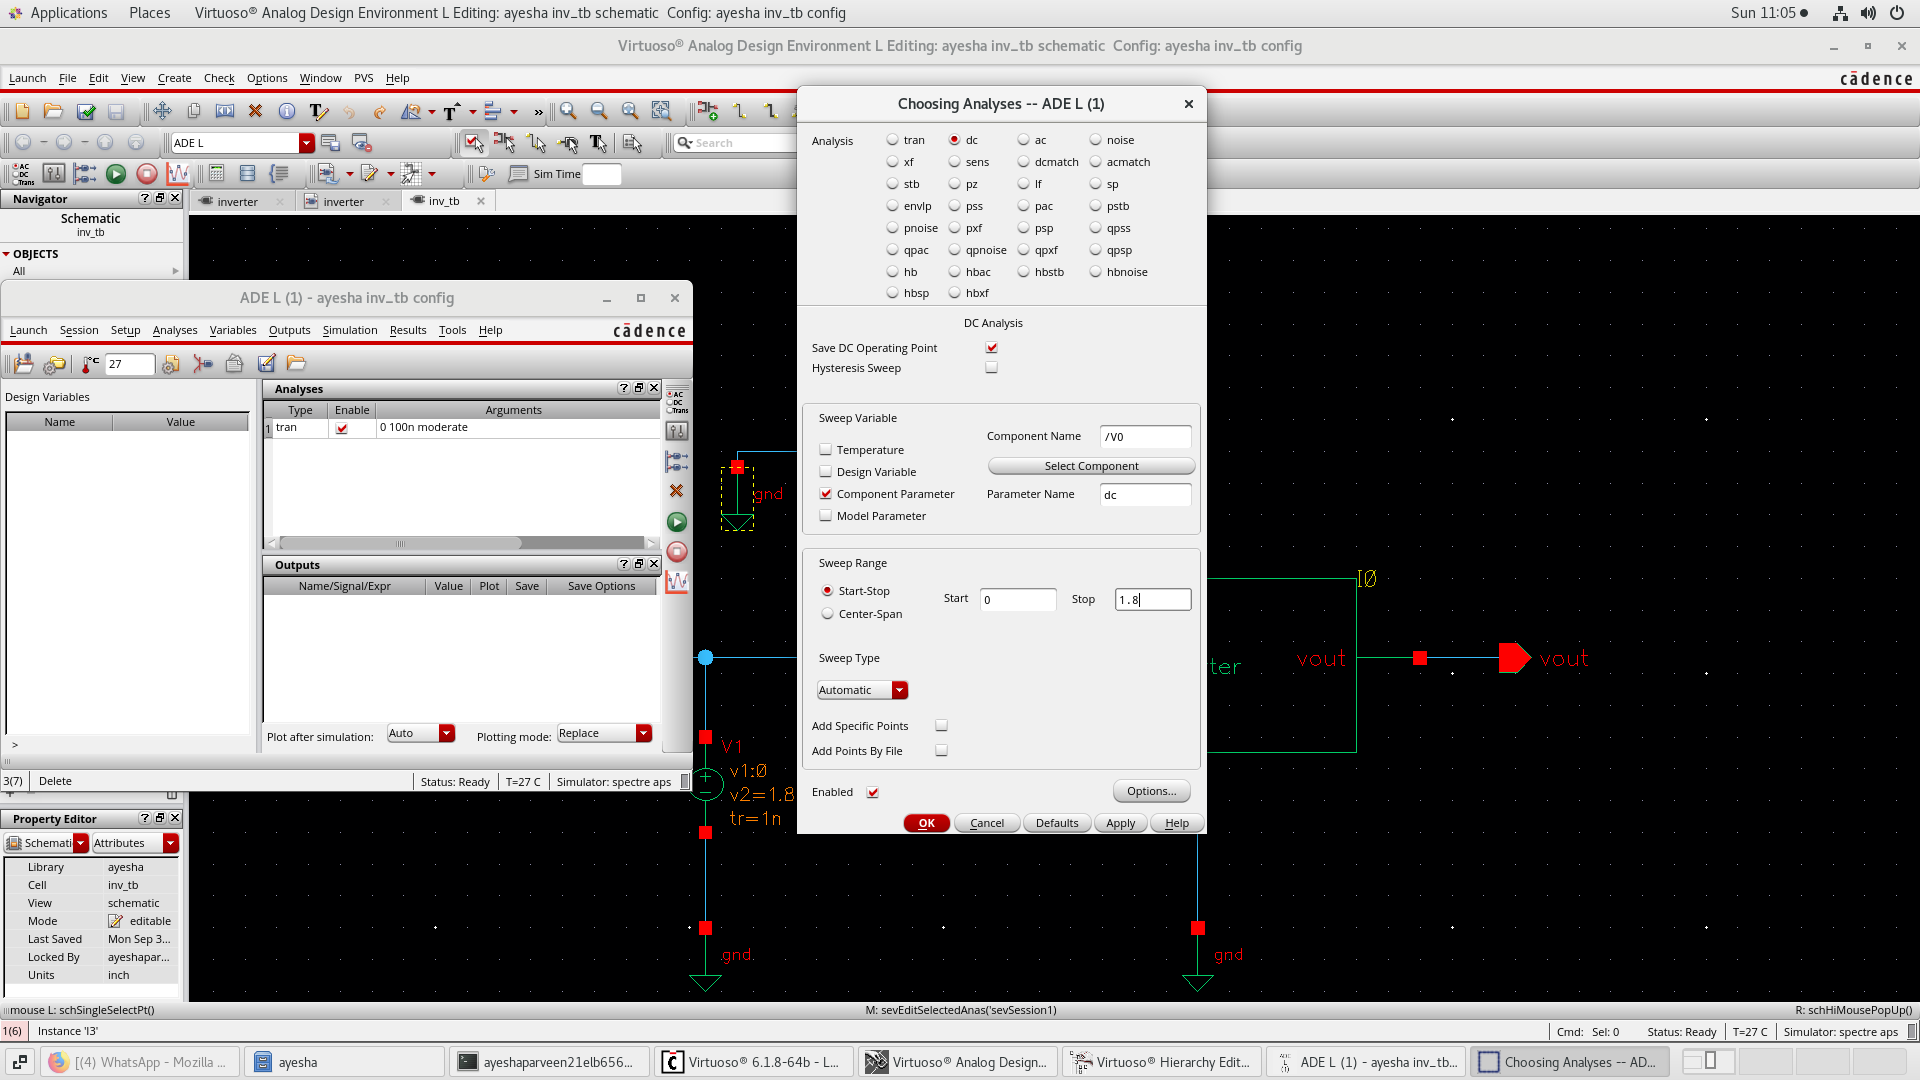 Applications Places Virtuoso® Analog Design Environment L Editing: ayesha inv_tb schematic Config: ayesha inv_tb config Sun 11:05
Virtuoso® Analog Design Environment L Editing: ayesha inv_tb schematic Config: ayesha inv_tb config
Launch File Edit View Create Check Options Window PVS Help cādence
ADE L Search
Sim Time
Navigator inverter inverter inv_tb
Schematic
inv_tb
OBJECTS
All
ADE L (1) - ayesha inv_tb config
Launch Session Setup Analyses Variables Outputs Simulation Results Tools Help cādence
27
Design Variables
Name Value
Analyses
Type Enable Arguments
1 tran 0 100n moderate
Outputs
Name/Signal/Expr Value Plot Save Save Options
Plot after simulation: Auto Plotting mode: Replace
>
3(7) Delete Status: Ready T=27 C Simulator: spectre aps
AC
DC
Trans
Choosing Analyses -- ADE L (1)
Analysis tran dc ac noise
xf sens dcmatch acmatch
stb pz lf sp
envlp pss pac pstb
pnoise pxf psp qpss
qpac qpnoise qpxf qpsp
hb hbac hbstb hbnoise
hbsp hbxf
DC Analysis
Save DC Operating Point
Hysteresis Sweep
Sweep Variable
Temperature
Design Variable
Component Parameter
Model Parameter
Component Name /V0
Select Component
Parameter Name dc
Sweep Range
Start-Stop Start 0 Stop 1.8
Center-Span
Sweep Type
Automatic
Add Specific Points
Add Points By File
Enabled Options...
OK Cancel Defaults Apply Help
gnd
I0
ter vout vout
V1
v1:0
v2=1.8
tr=1n
gnd gnd
Property Editor
Schemati Attributes
Library ayesha
Cell inv_tb
View schematic
Mode editable
Last Saved Mon Sep 3...
Locked By ayeshapar...
Units inch
mouse L: schSingleSelectPt() M: sevEditSelectedAnas('sevSession1) R: schHiMousePopUp()
1(6) Instance 'I3' Cmd: Sel: 0 Status: Ready T=27 C Simulator: spectre aps
[(4) WhatsApp - Mozilla ... ayesha ayeshaparveen21elb656... Virtuoso® 6.1.8-64b - L... Virtuoso® Analog Design... Virtuoso® Hierarchy Edit... ADE L (1) - ayesha inv_tb... Choosing Analyses -- AD...